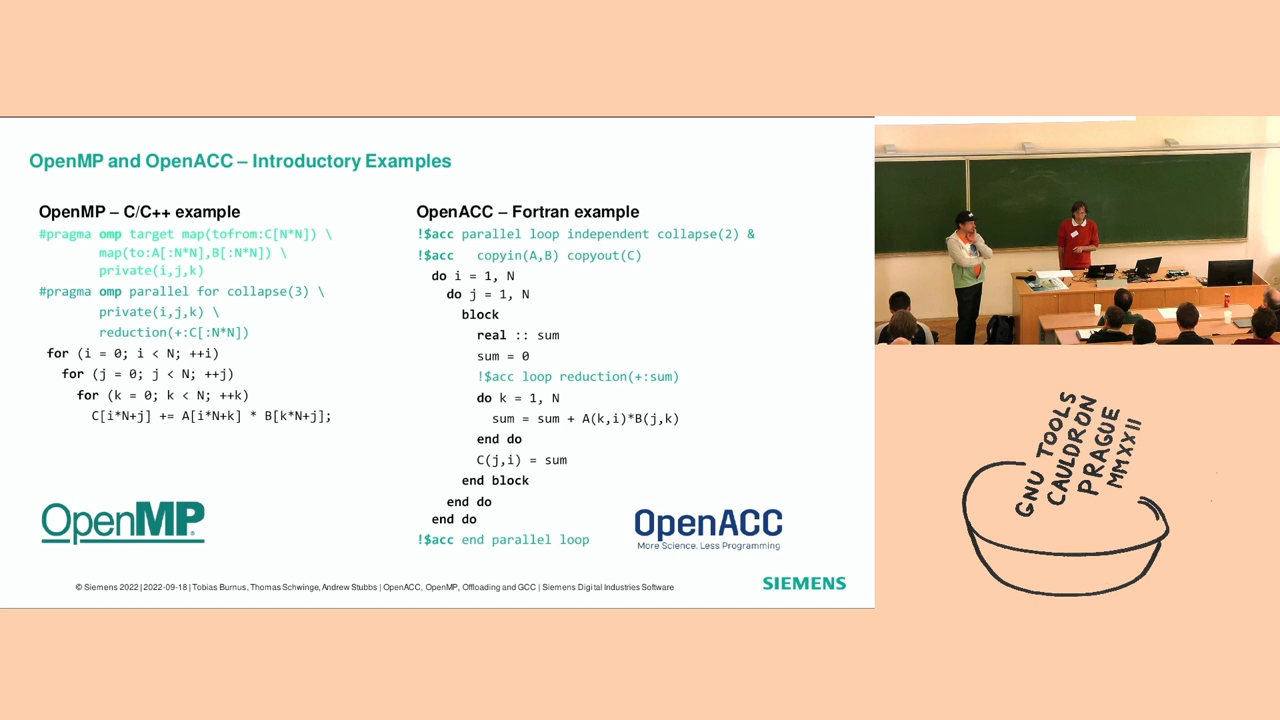 OpenMP and OpenACC – Introductory Examples
OpenMP – C/C++ example
#pragma omp target map(tofrom:C[N*N]) \
map(to:A[:N*N],B[:N*N]) \
private(i,j,k)
#pragma omp parallel for collapse(3) \
private(i,j,k) \
reduction(+:C[:N*N])
for (i = 0; i < N; ++i)
for (j = 0; j < N; ++j)
for (k = 0; k < N; ++k)
C[i*N+j] += A[i*N+k] * B[k*N+j];
OpenMP
OpenACC – Fortran example
!$acc parallel loop independent collapse(2) &
!$acc copyin(A,B) copyout(C)
do i = 1, N
do j = 1, N
block
real :: sum
sum = 0
!$acc loop reduction(+:sum)
do k = 1, N
sum = sum + A(k,i)*B(j,k)
end do
C(j,i) = sum
end block
end do
end do
!$acc end parallel loop
OpenACC
More Science, Less Programming
© Siemens 2022 | 2022-09-18 | Tobias Burnus, Thomas Schwinge, Andrew Stubbs | OpenACC, OpenMP, Offloading and GCC | Siemens Digital Industries Software
SIEMENS
GNU TOOLS
CAULDRON
PRAGUE
MMXXII